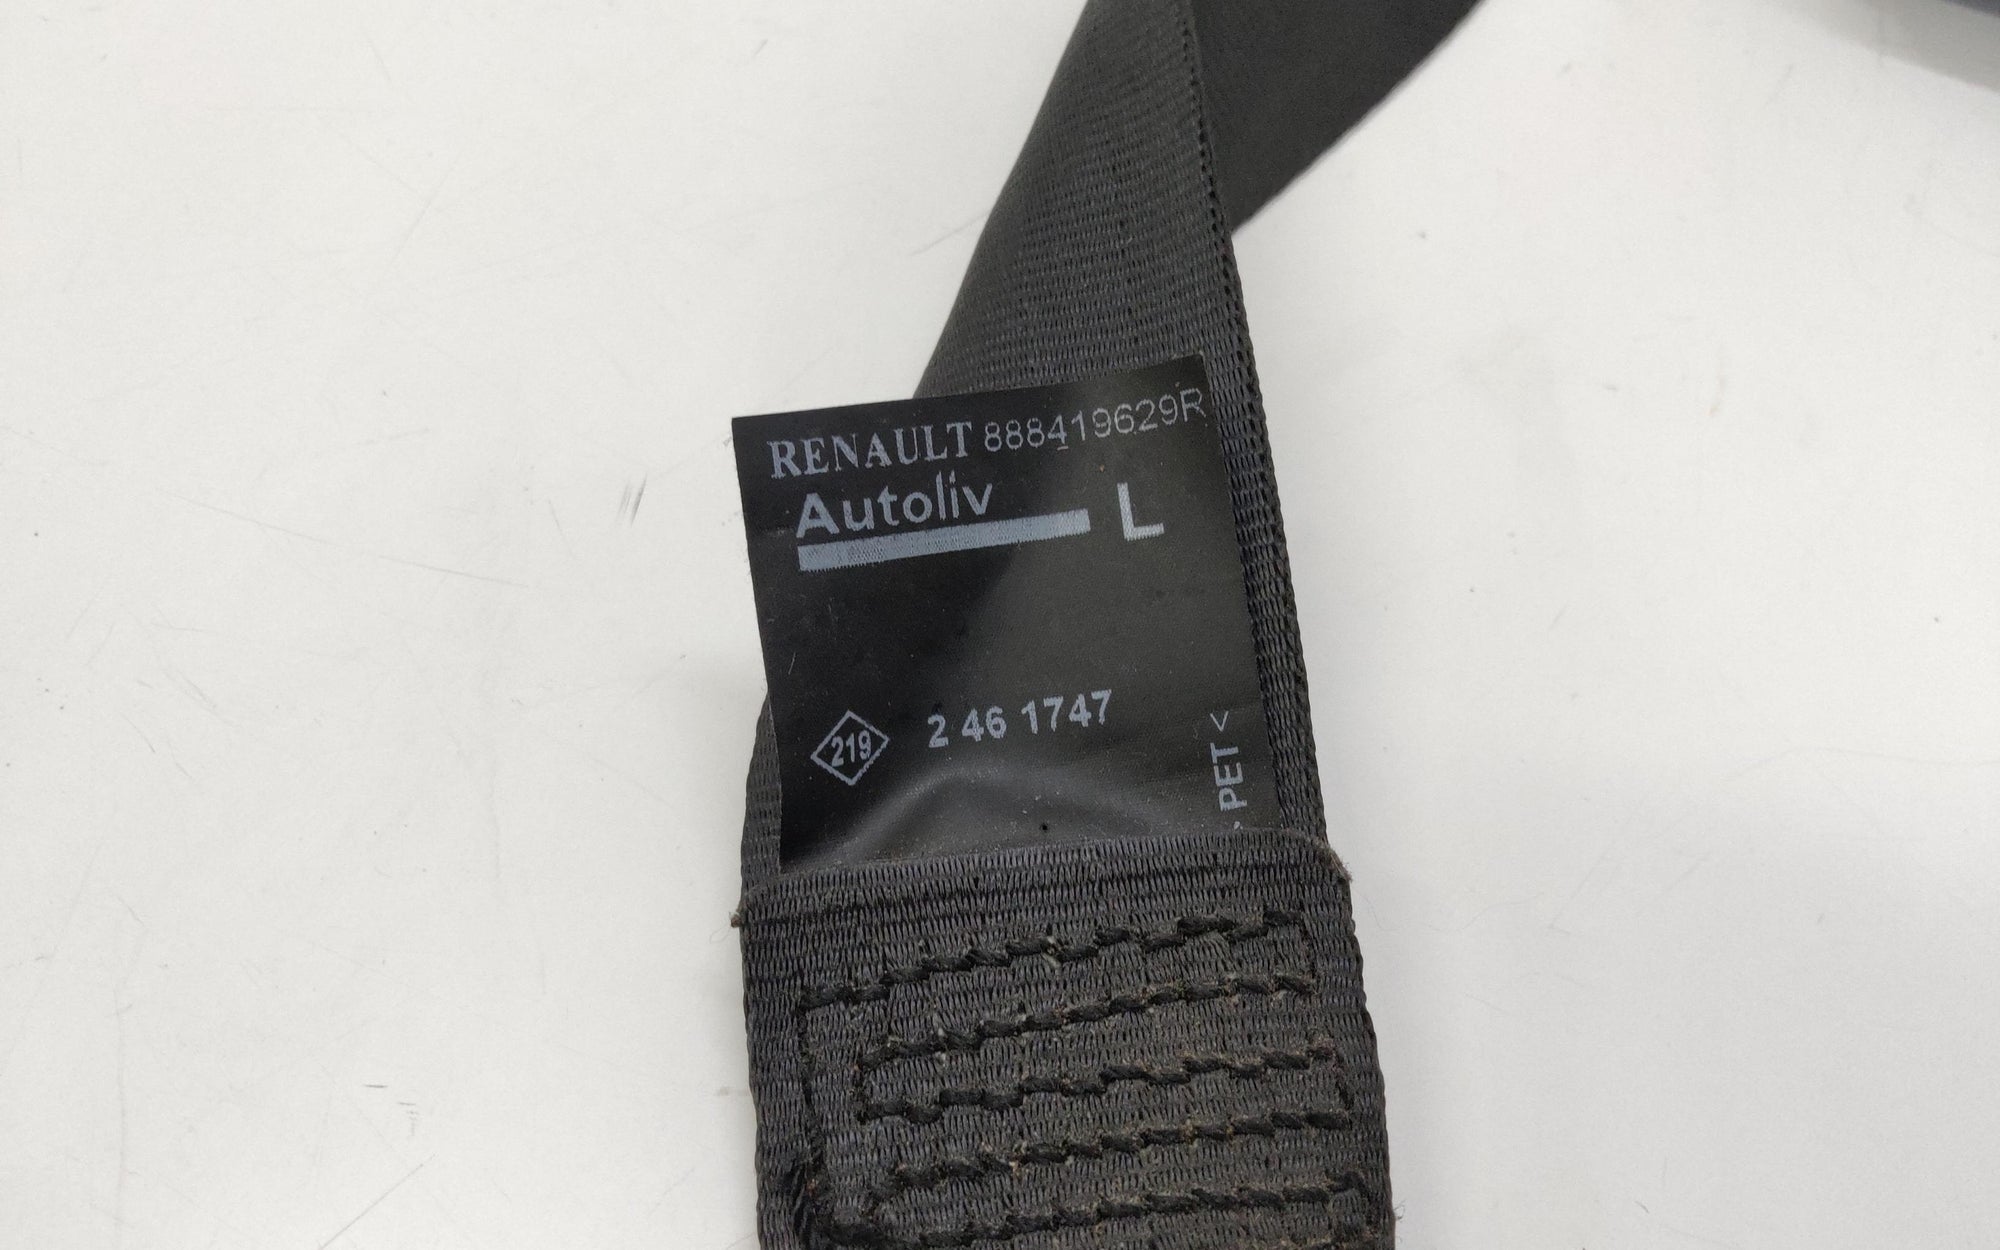 RENAULT 888419629R
Autoliv L
219 2 46 1747
PET <